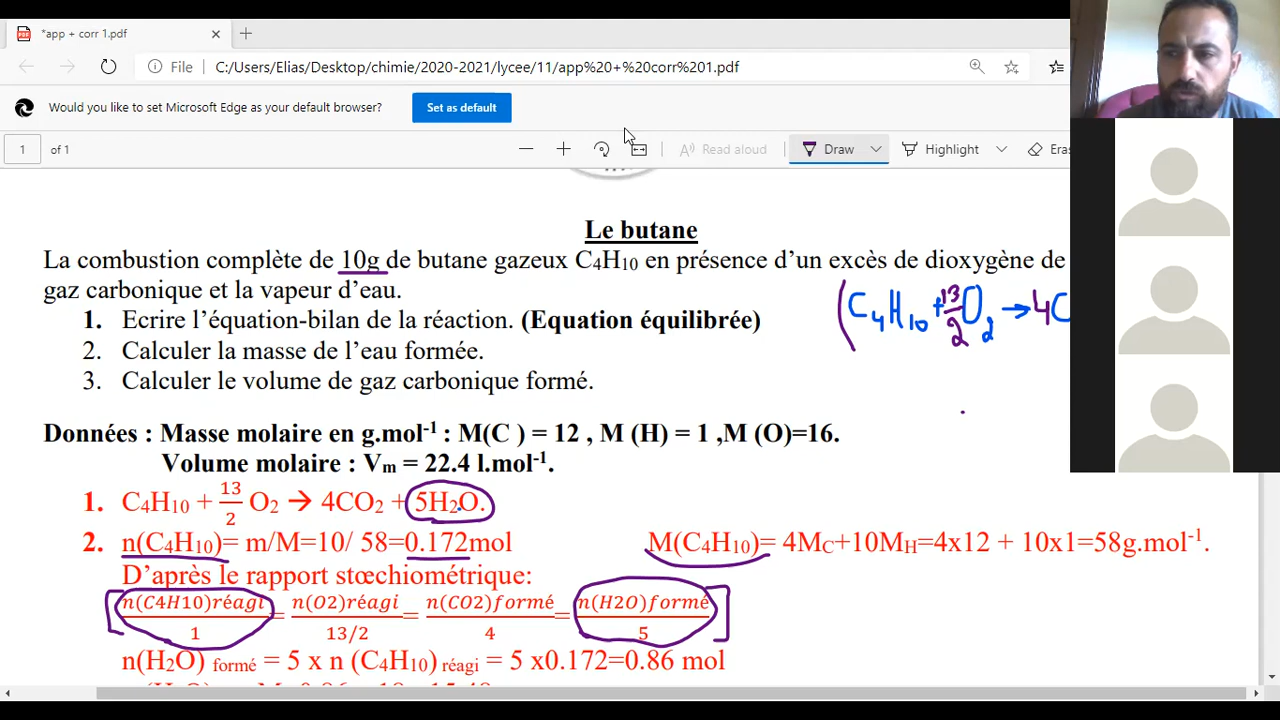 *app + corr 1.pdf
File C:/Users/Elias/Desktop/chimie/2020-2021/lycee/11/app%20+%20corr%201.pdf
Would you like to set Microsoft Edge as your default browser? Set as default
1 of 1 Read aloud Draw Highlight
Le butane
La combustion complète de 10g de butane gazeux C4H10 en présence d’un excès de dioxygène de
gaz carbonique et la vapeur d’eau.
1. Ecrire l’équation-bilan de la réaction. (Equation équilibrée)
(C4H10 + 13/2 O2 → 4C
2. Calculer la masse de l’eau formée.
3. Calculer le volume de gaz carbonique formé.
Données : Masse molaire en g.mol-1 : M(C ) = 12 , M (H) = 1 ,M (O)=16.
Volume molaire : Vm = 22.4 l.mol-1.
1. C4H10 + 13/2 O2 → 4CO2 + 5H2O.
2. n(C4H10)= m/M=10/ 58=0.172mol M(C4H10)= 4MC+10MH=4x12 + 10x1=58g.mol-1.
D’après le rapport stœchiométrique:
n(C4H10)réagi/1 = n(O2)réagi/13/2 = n(CO2)formé/4 = n(H2O)formé/5
n(H2O) formé = 5 x n (C4H10) réagi = 5 x0.172=0.86 mol